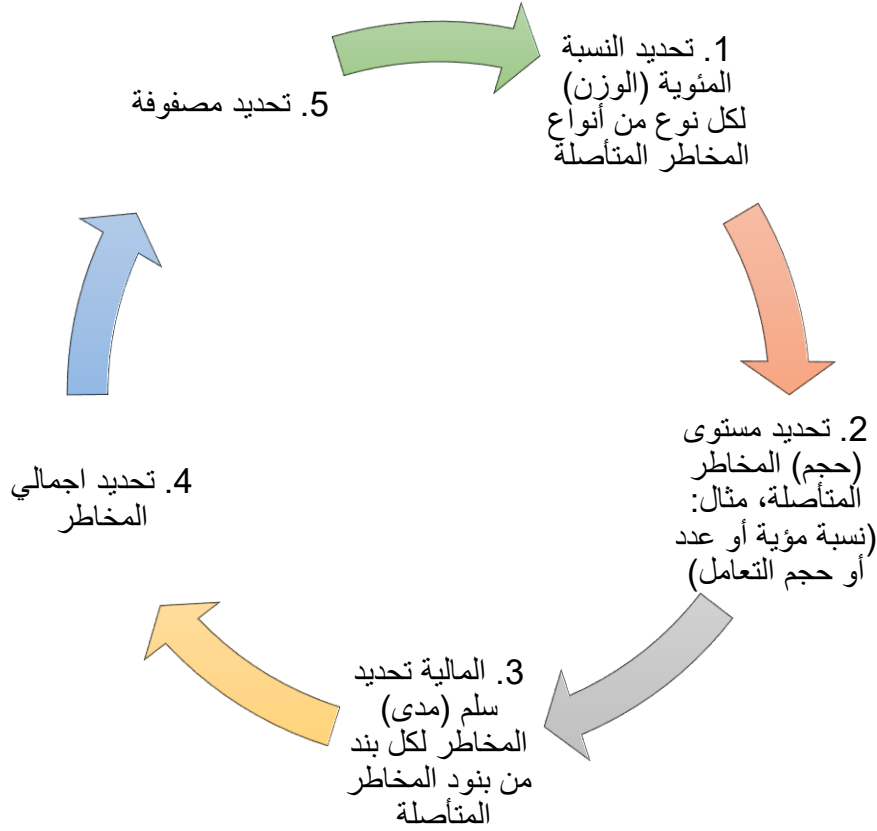 1. تحديد النسبة
المئوية (الوزن)
لكل نوع من أنواع
المخاطر المتأصلة
2. تحديد مستوى
(حجم) المخاطر
المتأصلة، مثال:
(نسبة مؤية أو عدد
أو حجم التعامل)
3. المالية تحديد
سلم (مدى)
المخاطر لكل بند
من بنود المخاطر
المتأصلة
4. تحديد اجمالي
المخاطر
5. تحديد مصفوفة